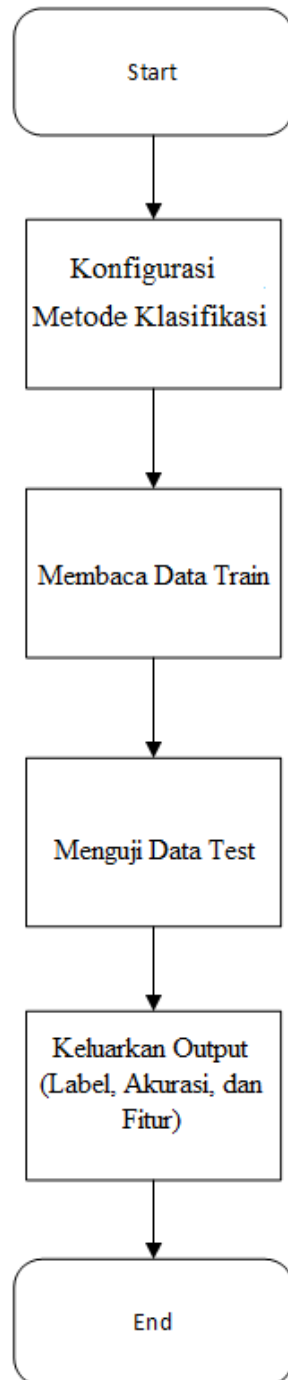 Start
Konfigurasi
Metode Klasifikasi
Membaca Data Train
Menguji Data Test
Keluarkan Output
(Label, Akurasi, dan
Fitur)
End